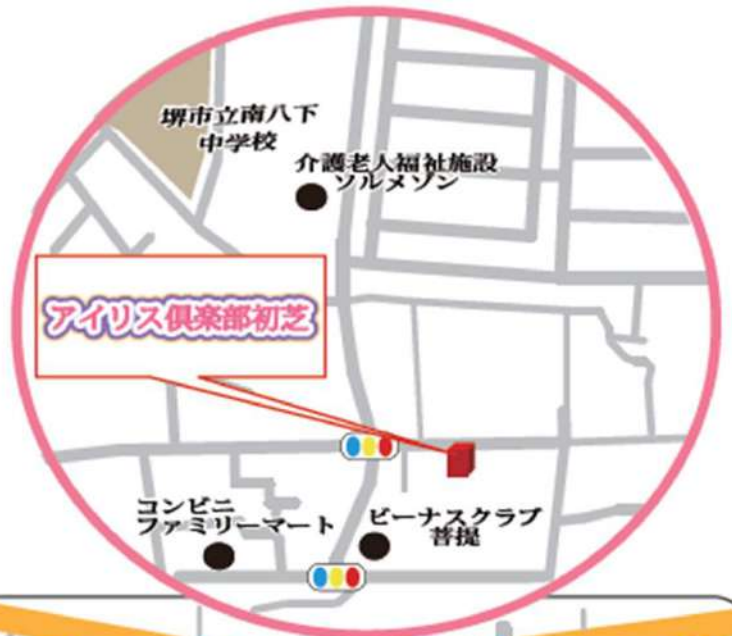 堺市立南八下
中学校
介護老人福祉施設
ソルメゾン
アイリス倶楽部初芝
コンビニ
ファミリーマート
ビーナスクラブ
菩提